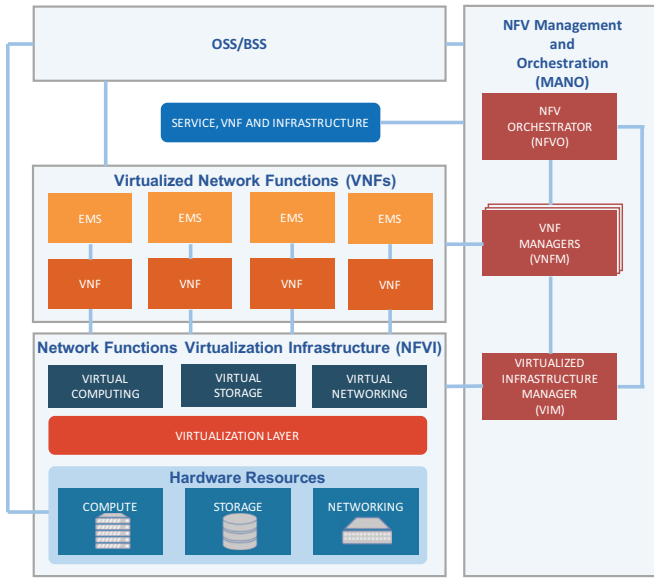 OSS/BSS
NFV Management
and
Orchestration
(MANO)
NFV
ORCHESTRATOR
(NFVO)
SERVICE, VNF AND INFRASTRUCTURE
Virtualized Network Functions (VNFs)
EMS
EMS
EMS
EMS
VNF
VNF
VNF
VNF
VNF
MANAGERS
(VNFM)
Network Functions Virtualization Infrastructure (NFVI)
VIRTUAL
COMPUTING
VIRTUAL
STORAGE
VIRTUAL
NETWORKING
VIRTUALIZED
INFRASTRUCTURE
MANAGER
(VIM)
VIRTUALIZATION LAYER
Hardware Resources
COMPUTE
STORAGE
NETWORKING